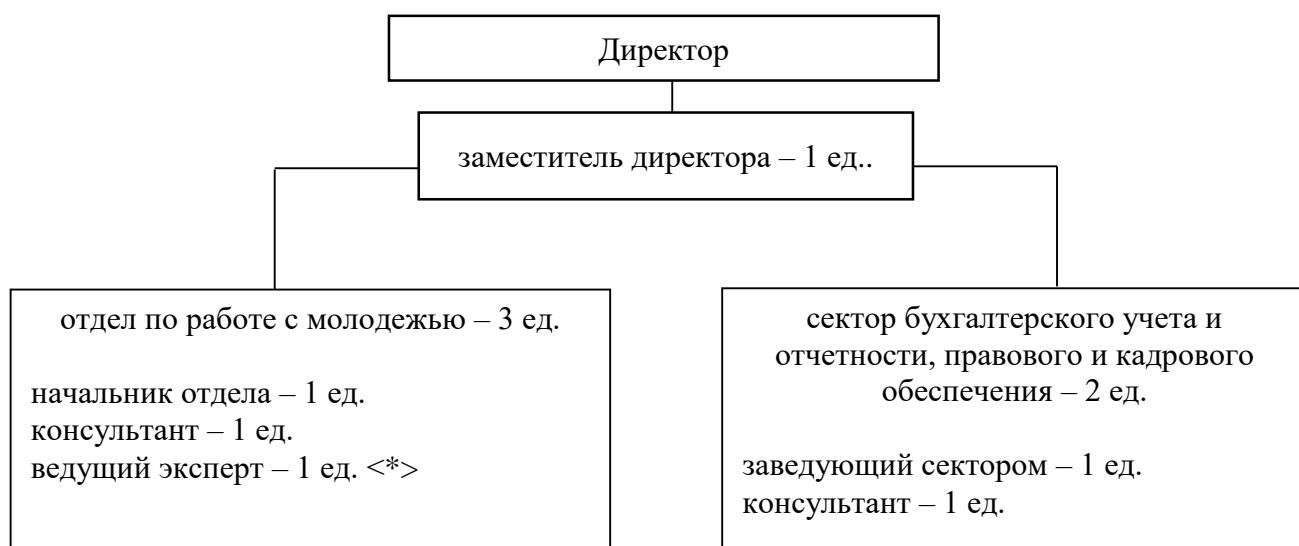 Директор
заместитель директора – 1 ед..
отдел по работе с молодежью – 3 ед.
начальник отдела – 1 ед.
консультант – 1 ед.
ведущий эксперт – 1 ед. <*>
сектор бухгалтерского учета и
отчетности, правового и кадрового
обеспечения – 2 ед.
заведующий сектором – 1 ед.
консультант – 1 ед.